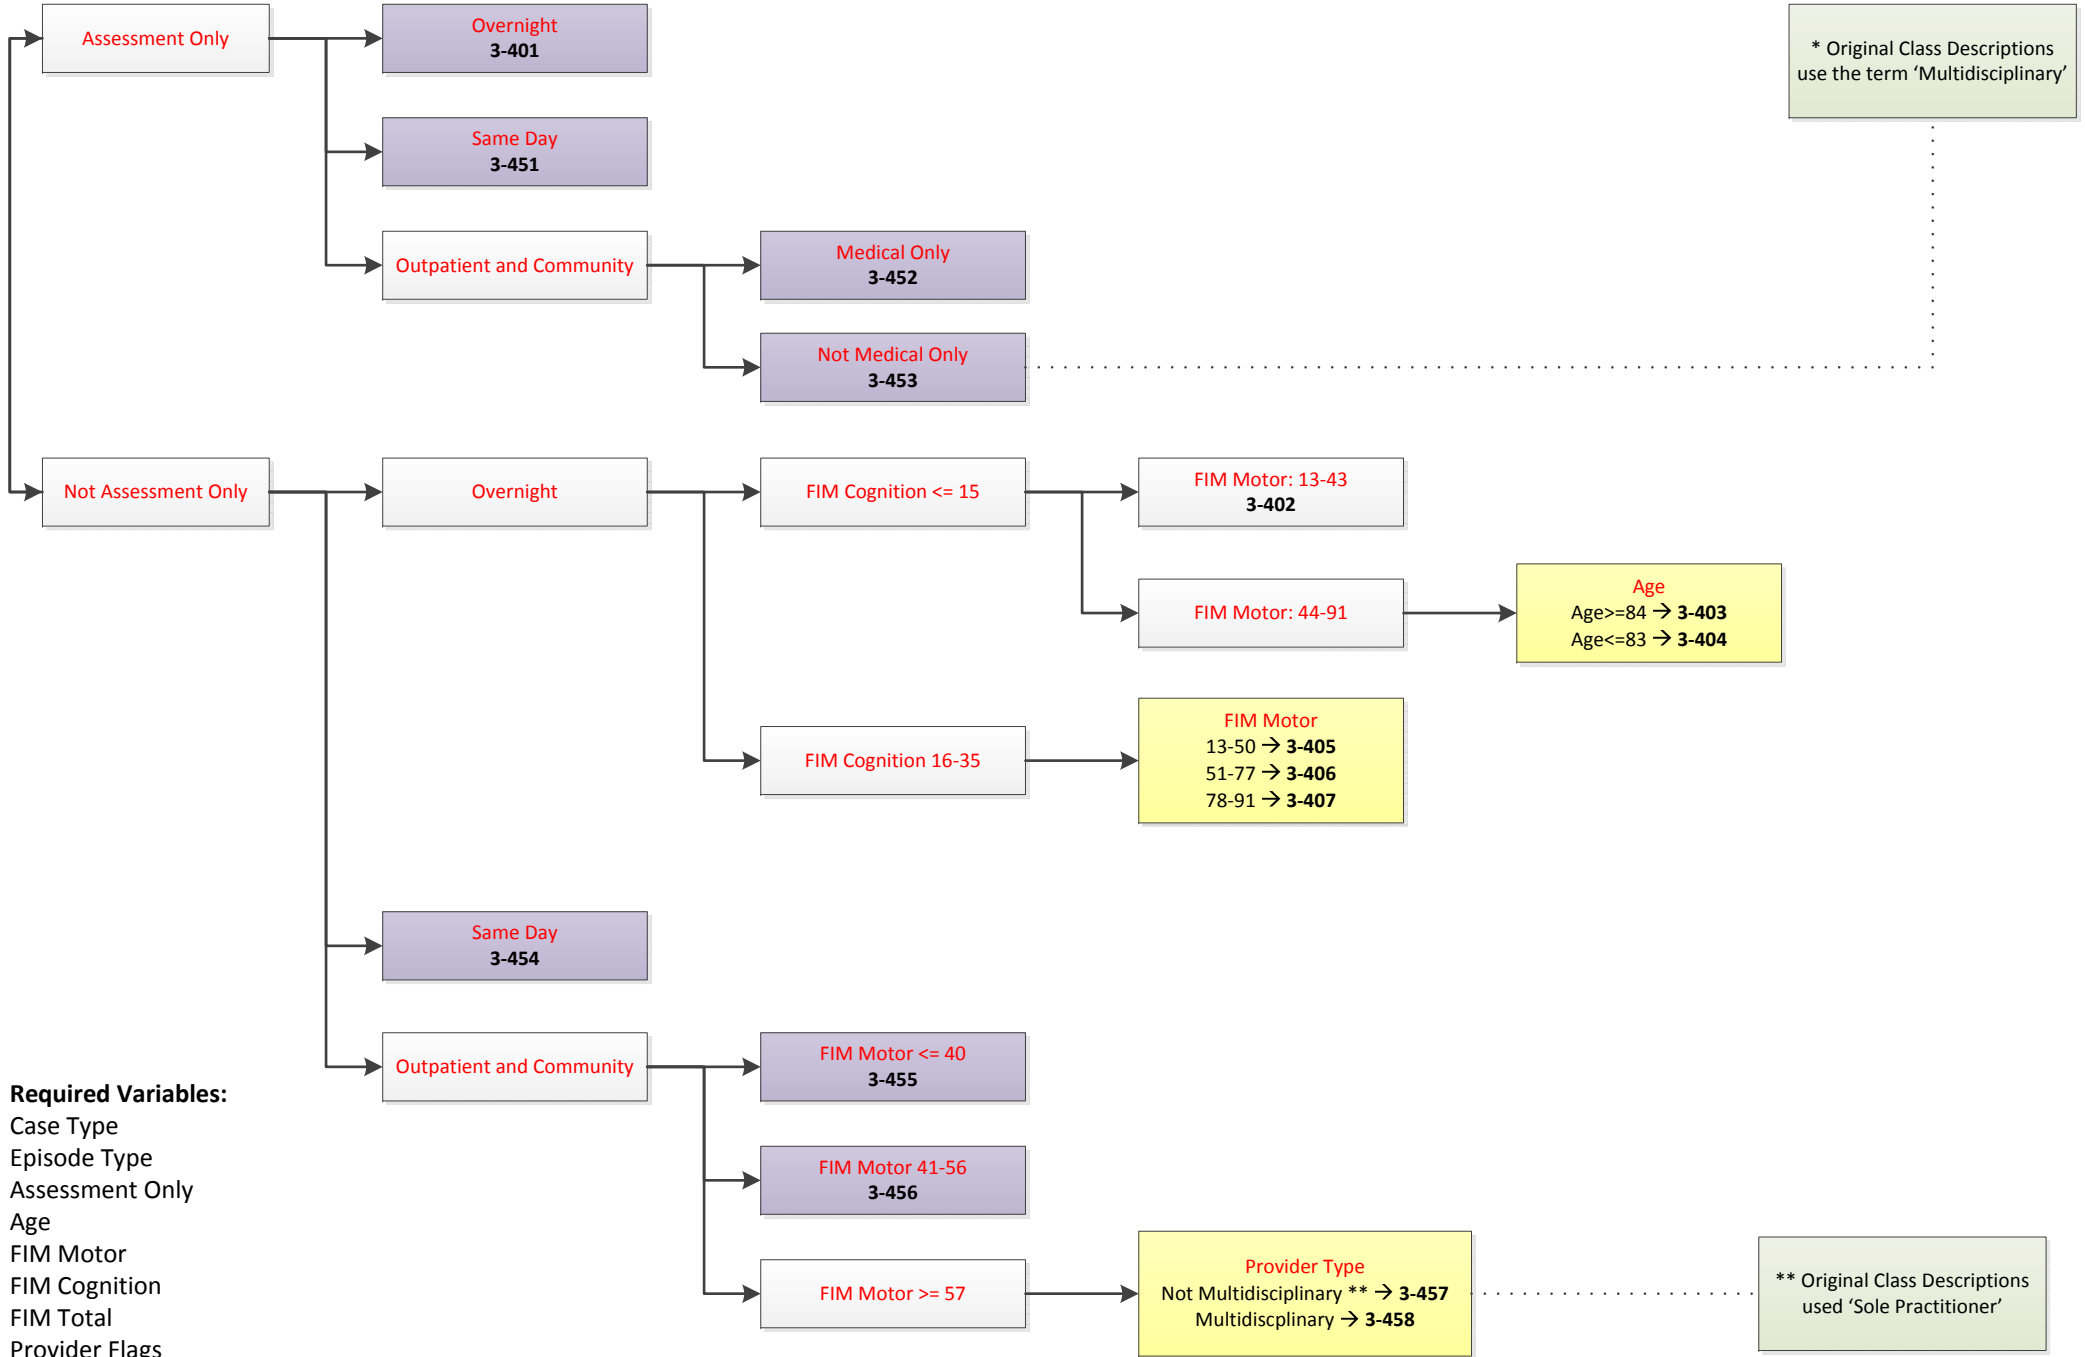 Assessment Only
Overnight
3-401
* Original Class Descriptions
use the term ‘Multidisciplinary’
Same Day
3-451
Outpatient and Community
Medical Only
3-452
Not Medical Only
3-453
Not Assessment Only
Overnight
FIM Cognition <= 15
FIM Motor: 13-43
3-402
FIM Motor: 44-91
Age
Age>=84 → 3-403
Age<=83 → 3-404
FIM Cognition 16-35
FIM Motor
13-50 → 3-405
51-77 → 3-406
78-91 → 3-407
Same Day
3-454
Outpatient and Community
FIM Motor <= 40
3-455
FIM Motor 41-56
3-456
FIM Motor >= 57
Provider Type
Not Multidisciplinary ** → 3-457
Multidiscplinary → 3-458
** Original Class Descriptions
used ‘Sole Practitioner’
Required Variables:
Case Type
Episode Type
Assessment Only
Age
FIM Motor
FIM Cognition
FIM Total
Provider Flags